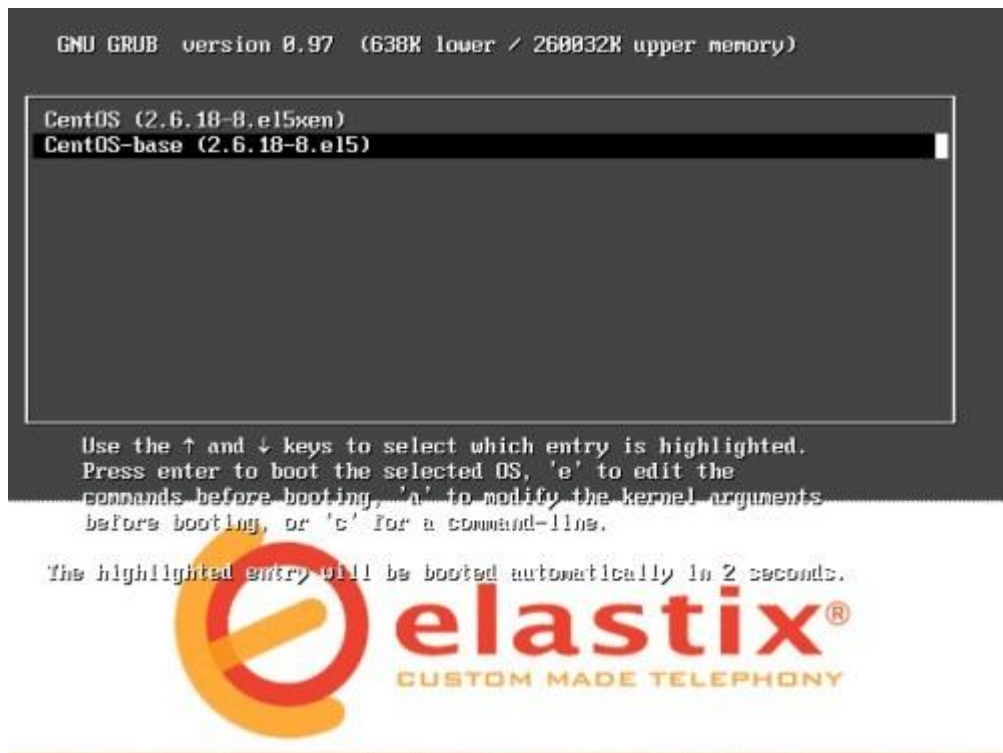 GNU GRUB version 0.97 (638K lower / 260032K upper memory)
CentOS (2.6.18-8.el5xen)
CentOS-base (2.6.18-8.el5)
Use the ↑ and ↓ keys to select which entry is highlighted.
Press enter to boot the selected OS, 'e' to edit the
commands before booting, 'a' to modify the kernel arguments
before booting, or 'c' for a command-line.
The highlighted entry will be booted automatically in 2 seconds.
elastix®
CUSTOM MADE TELEPHONY